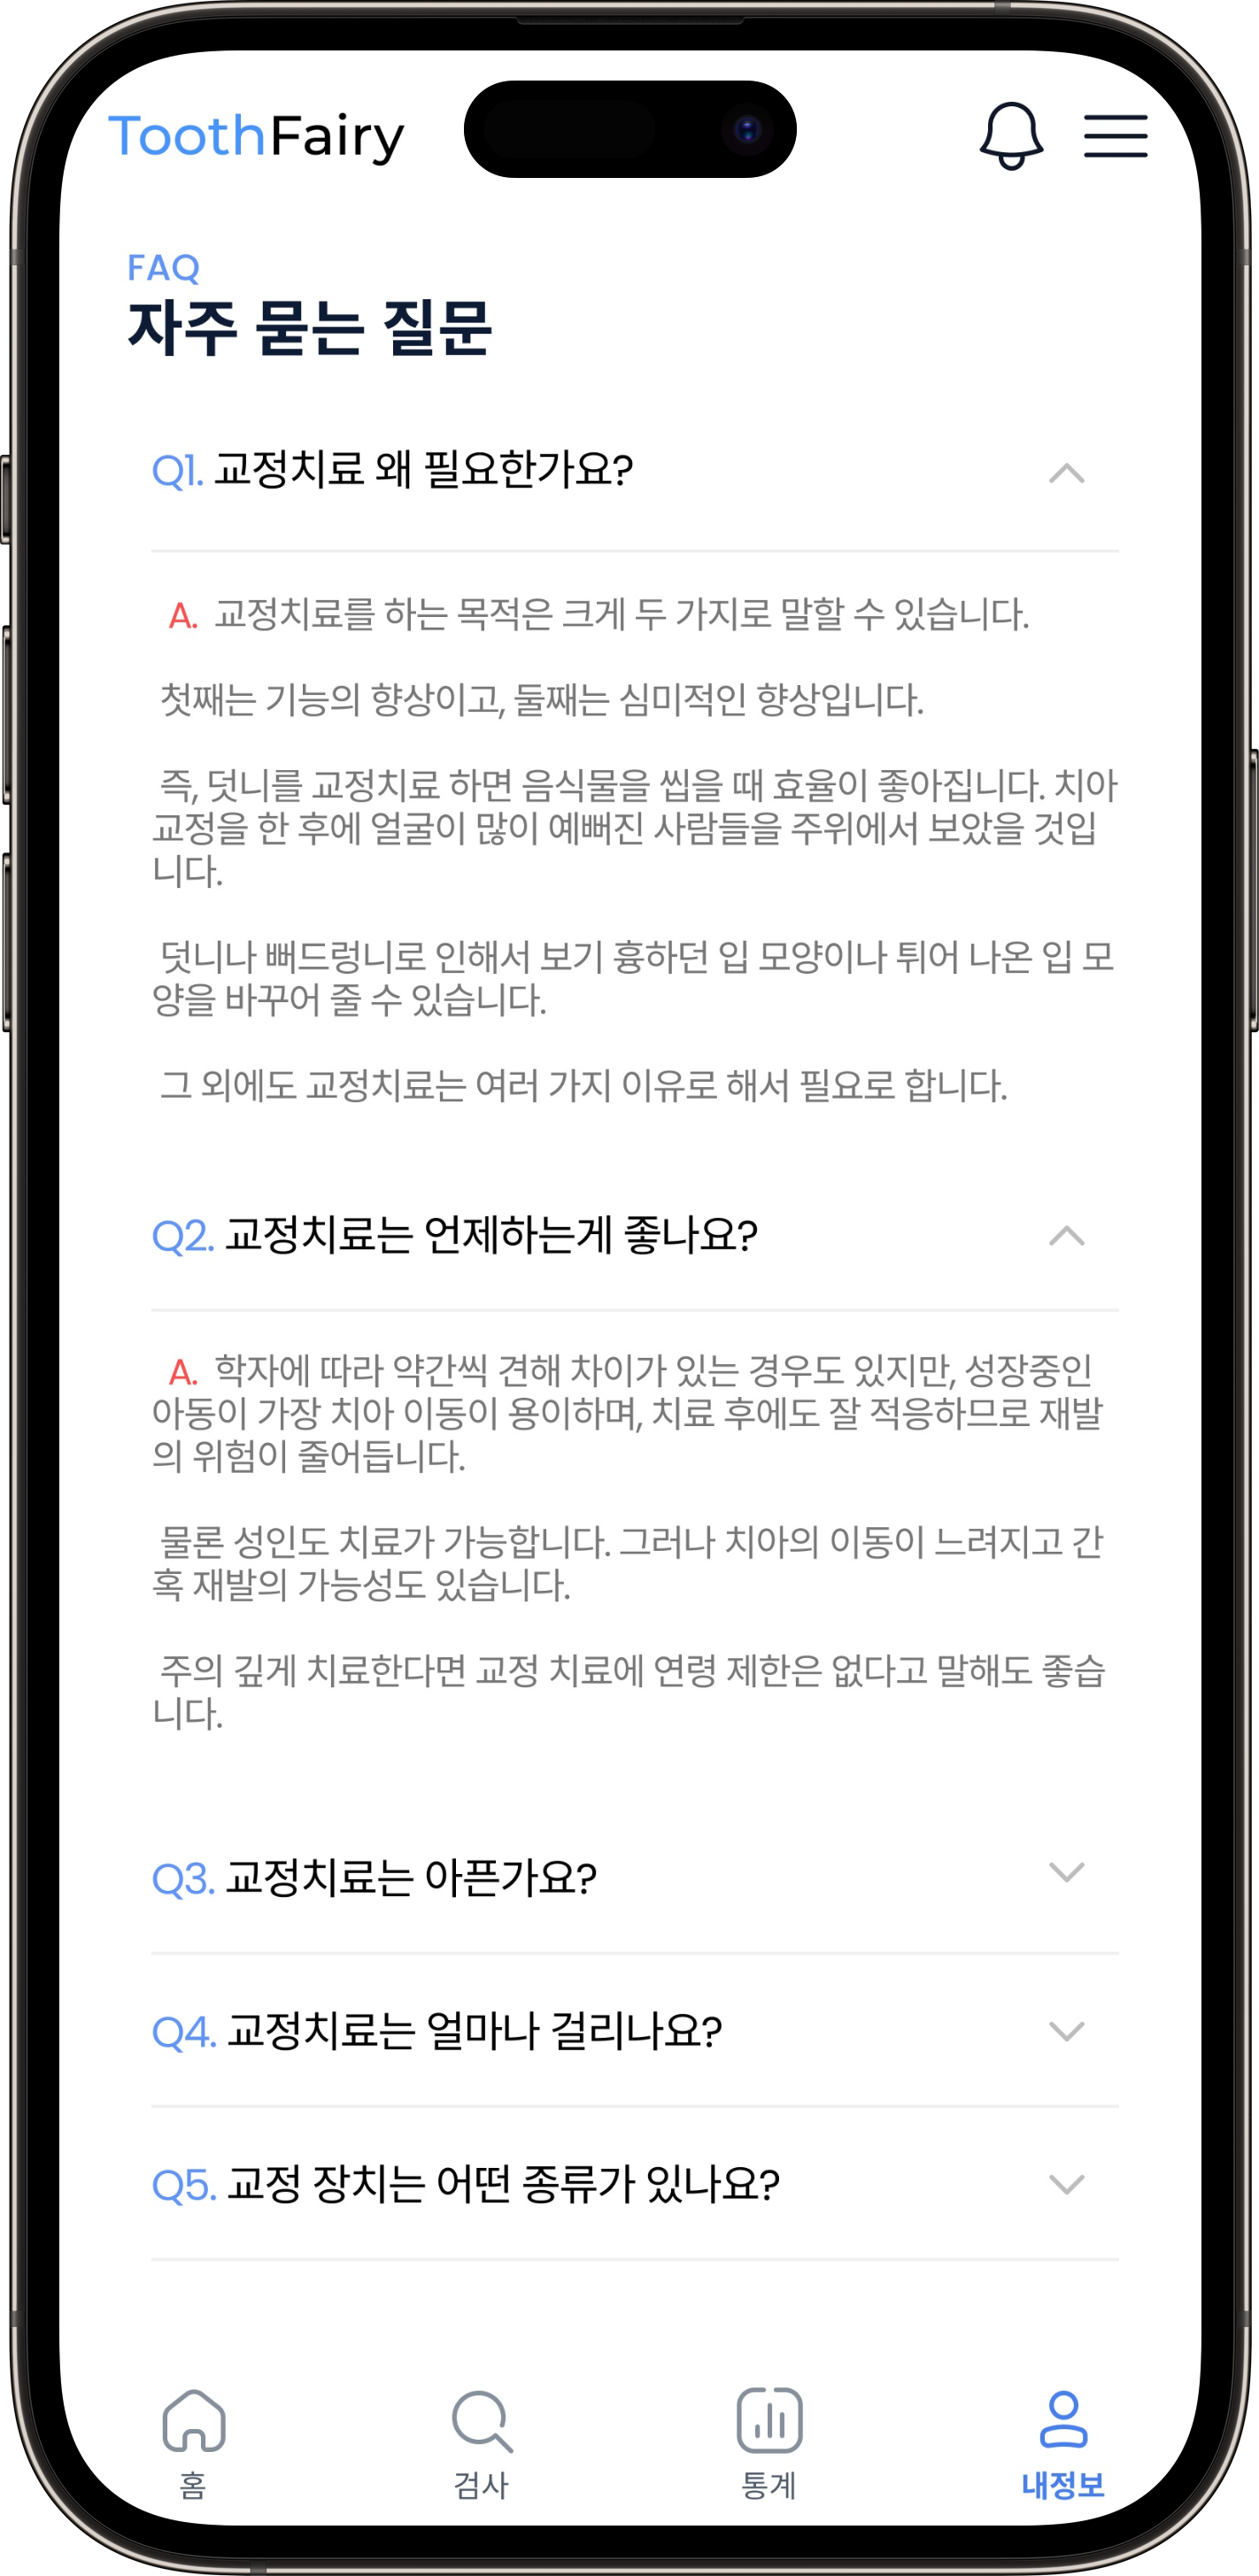 ToothFairy
FAQ
자주 묻는 질문
Q1. 교정치료 왜 필요한가요?
A. 교정치료를 하는 목적은 크게 두 가지로 말할 수 있습니다.
첫째는 기능의 향상이고, 둘째는 심미적인 향상입니다.
즉, 덧니를 교정치료 하면 음식물을 씹을 때 효율이 좋아집니다. 치아
교정을 한 후에 얼굴이 많이 예뻐진 사람들을 주위에서 보았을 것입
니다.
덧니나 뻐드렁니로 인해서 보기 흉하던 입 모양이나 튀어 나온 입 모
양을 바꾸어 줄 수 있습니다.
그 외에도 교정치료는 여러 가지 이유로 해서 필요로 합니다.
Q2. 교정치료는 언제하는게 좋나요?
A. 학자에 따라 약간씩 견해 차이가 있는 경우도 있지만, 성장중인
아동이 가장 치아 이동이 용이하며, 치료 후에도 잘 적응하므로 재발
의 위험이 줄어듭니다.
물론 성인도 치료가 가능합니다. 그러나 치아의 이동이 느려지고 간
혹 재발의 가능성도 있습니다.
주의 깊게 치료한다면 교정 치료에 연령 제한은 없다고 말해도 좋습
니다.
Q3. 교정치료는 아픈가요?
Q4. 교정치료는 얼마나 걸리나요?
Q5. 교정 장치는 어떤 종류가 있나요?
홈 검사 통계 내정보